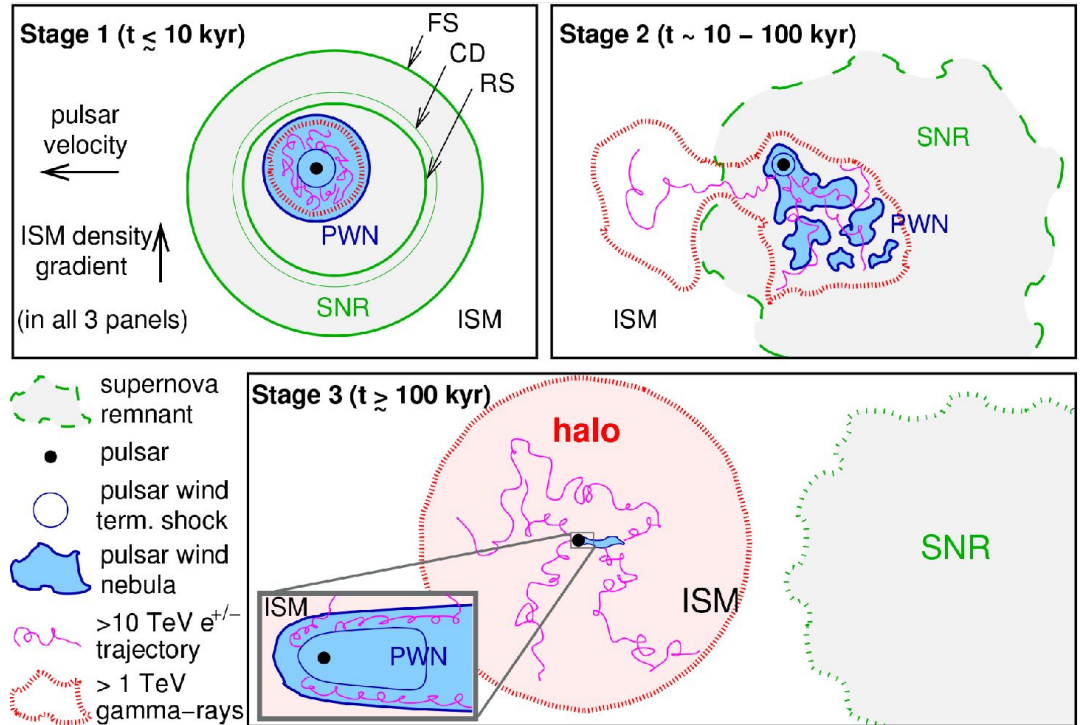 Stage 1 (t ≲ 10 kyr)
FS
CD
RS
pulsar
velocity
ISM density
gradient
(in all 3 panels)
PWN
SNR
ISM
Stage 2 (t ~ 10 − 100 kyr)
SNR
PWN
ISM
supernova
remnant
pulsar
pulsar wind
term. shock
pulsar wind
nebula
>10 TeV e+/−
trajectory
> 1 TeV
gamma−rays
Stage 3 (t ≳ 100 kyr)
halo
ISM
SNR
ISM
PWN